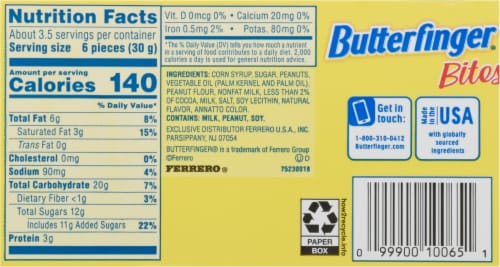 Nutrition Facts
About 3.5 servings per container
Serving size 6 pieces (30 g)
Amount per serving
Calories 140
% Daily Value*
Total Fat 6g 8%
Saturated Fat 3g 15%
Trans Fat 0g
Cholesterol 0mg 0%
Sodium 90mg 4%
Total Carbohydrate 20g 7%
Dietary Fiber <1g 3%
Total Sugars 12g
Includes 11g Added Sugars 22%
Protein 3g
Vit. D 0mcg 0% • Calcium 20mg 0%
Iron 0.5mg 2% • Potas. 80mg 0%
*The % Daily Value (DV) tells you how much a nutrient
in a serving of food contributes to a daily diet. 2,000
calories a day is used for general nutrition advice.
INGREDIENTS: CORN SYRUP, SUGAR, PEANUTS,
VEGETABLE OIL (PALM KERNEL AND PALM OIL),
PEANUT FLOUR, NONFAT MILK, LESS THAN 2%
OF COCOA, MILK, SALT, SOY LECITHIN, NATURAL
FLAVOR, ANNATTO COLOR.
CONTAINS: MILK, PEANUT, SOY.
EXCLUSIVE DISTRIBUTOR FERRERO U.S.A., INC.
PARSIPPANY, NJ 07054
BUTTERFINGER® is a trademark of Ferrero Group
©Ferrero Ⓤ D
FERRERO® 75230018
Butterfinger®
Bites
Get in
touch:
1-800-310-0412
Butterfinger.com
Made in the USA
with globally
sourced
ingredients
PAPER
BOX
how2recycle.info
0 99900 10065 1